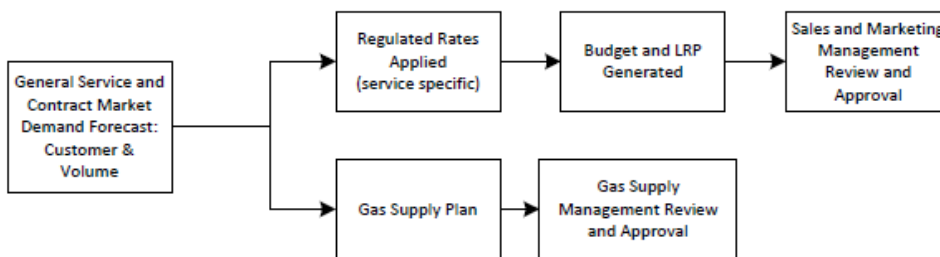 General Service and
Contract Market
Demand Forecast:
Customer &
Volume
Regulated Rates
Applied
(service specific)
Budget and LRP
Generated
Sales and Marketing
Management
Review and
Approval
Gas Supply Plan
Gas Supply
Management Review
and Approval